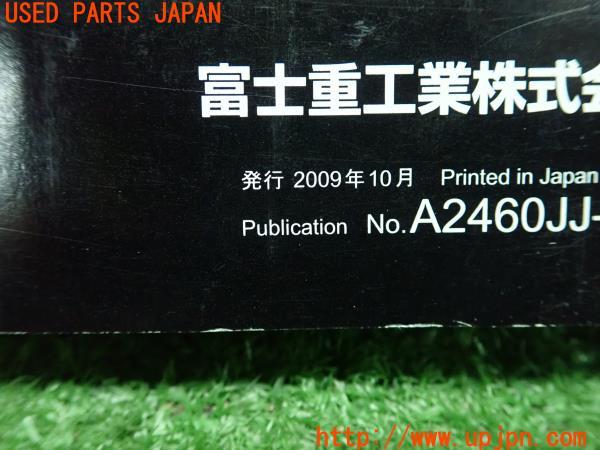 USED PARTS JAPAN
富士重工業株式会
発行 2009年10月 Printed in Japan
Publication No.A2460JJ-
http://www.upjpn.com